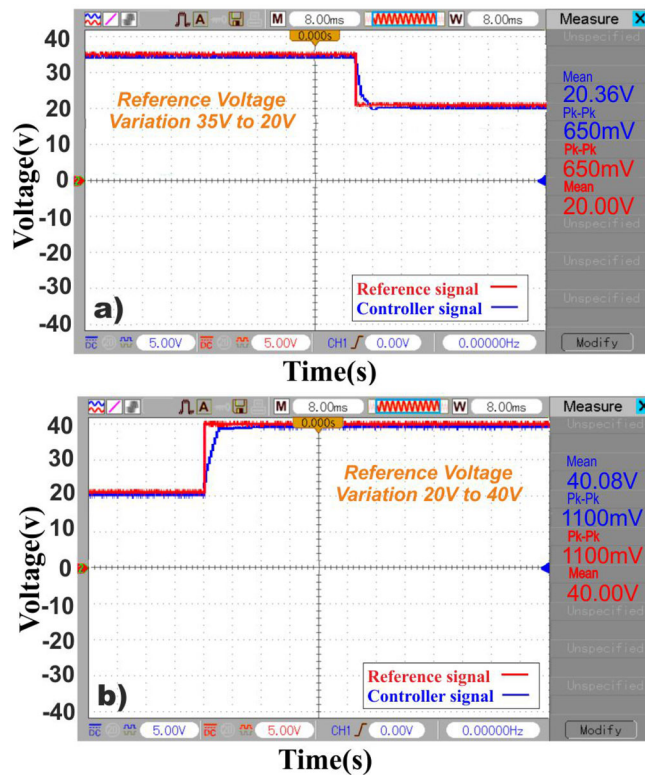 A M 8.00ms W 8.00ms Measure X
0.000s
Unspecified
40
30
20
10
0
-10
-20
-30
-40
Voltage(v)
Reference Voltage
Variation 35V to 20V
Mean
20.36V
Pk-Pk
650mV
Pk-Pk
650mV
Mean
20.00V
Unspecified
Unspecified
Unspecified
Reference signal
Controller signal
a)
DC 5.00V DC 5.00V CH1 0.00V 0.00000Hz Modify
Time(s)
A M 8.00ms W 8.00ms Measure X
0.000s
Unspecified
40
30
20
10
0
-10
-20
-30
-40
Voltage(v)
Reference Voltage
Variation 20V to 40V
Mean
40.08V
Pk-Pk
1100mV
Pk-Pk
1100mV
Mean
40.00V
Unspecified
Unspecified
Unspecified
Reference signal
Controller signal
b)
DC 5.00V DC 5.00V CH1 0.00V 0.00000Hz Modify
Time(s)